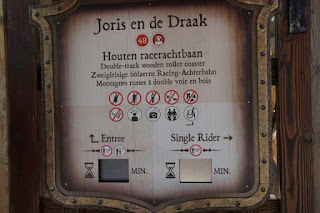 Joris en de Draak
48
Houten racerachtbaan
Double-track wooden roller coaster
Zweigleisige hölzerne Racing-Achterbahn
Montagnes russes à double voie en bois
Entree
Single Rider
MIN.
MIN.